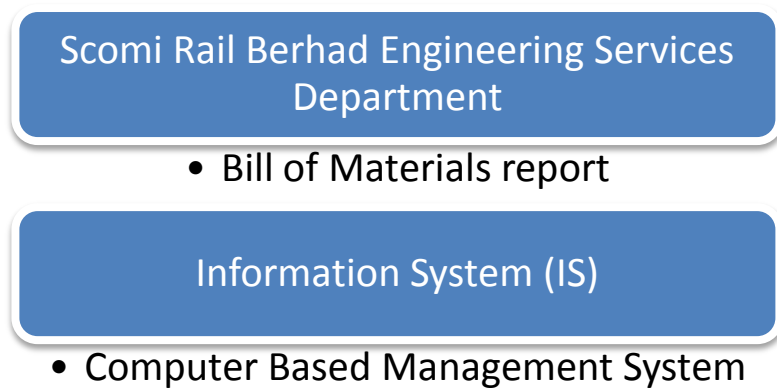 Scomi Rail Berhad Engineering Services
Department
• Bill of Materials report
Information System (IS)
• Computer Based Management System